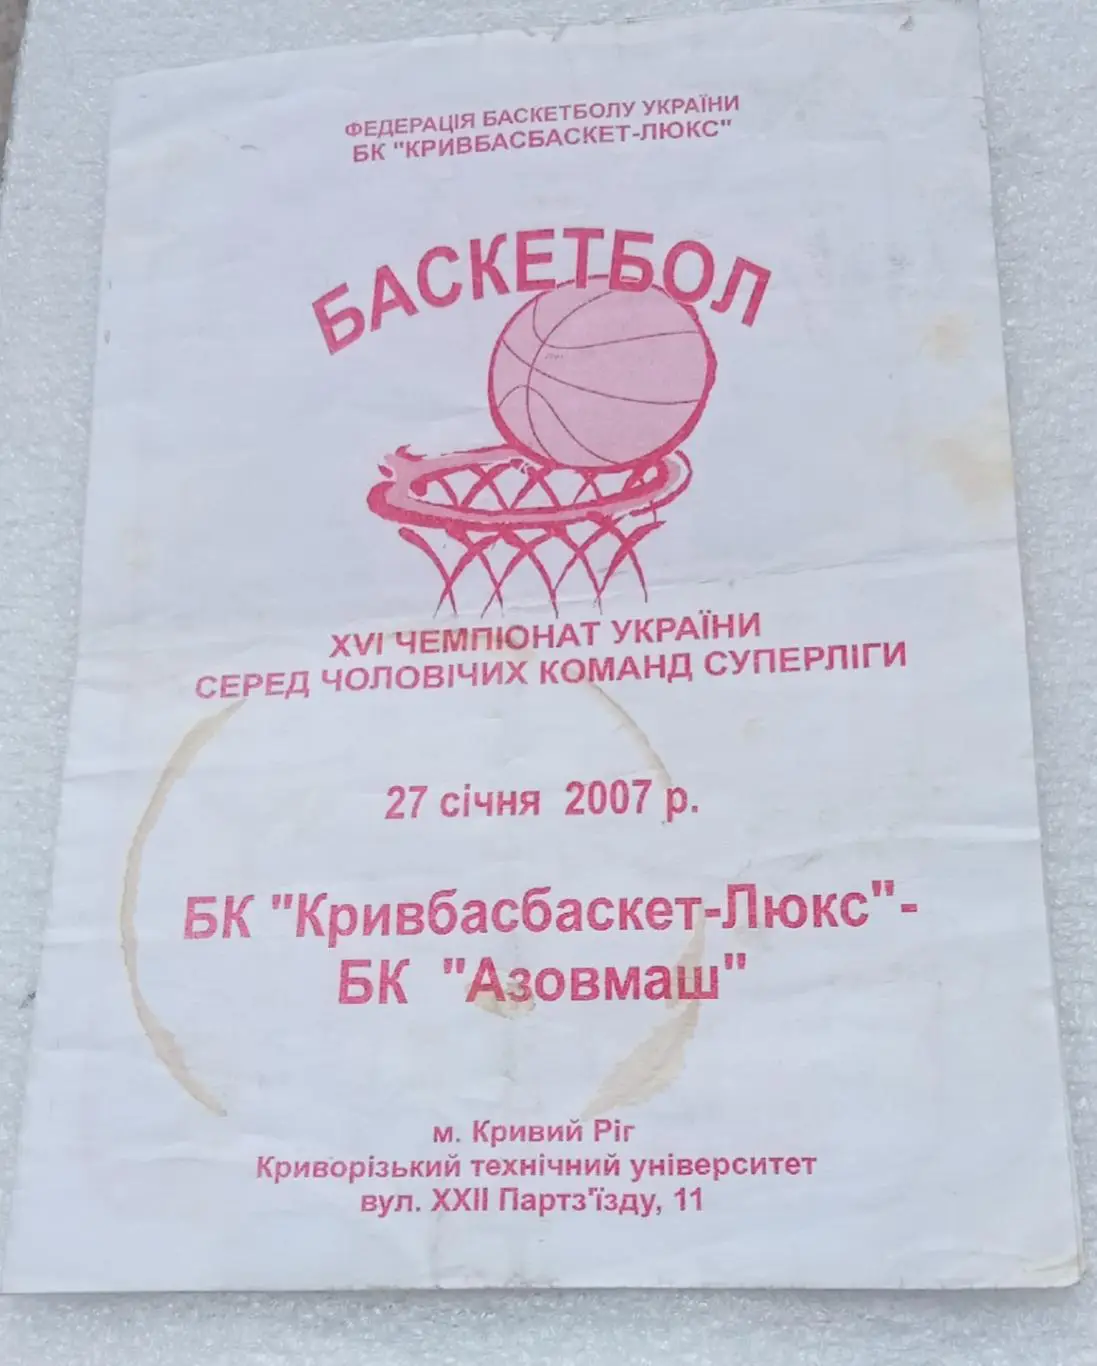 ФЕДЕРАЦІЯ БАСКЕТБОЛУ УКРАЇНИ
БК "КРИВБАСБАСКЕТ-ЛЮКС"
БАСКЕТБОЛ
XVI ЧЕМПІОНАТ УКРАЇНИ
СЕРЕД ЧОЛОВІЧИХ КОМАНД СУПЕРЛІГИ
27 січня 2007 р.
БК "Кривбасбаскет-Люкс"-
БК "Азовмаш"
м. Кривий Ріг
Криворізький технічний університет
вул. XXII Партз'їзду, 11